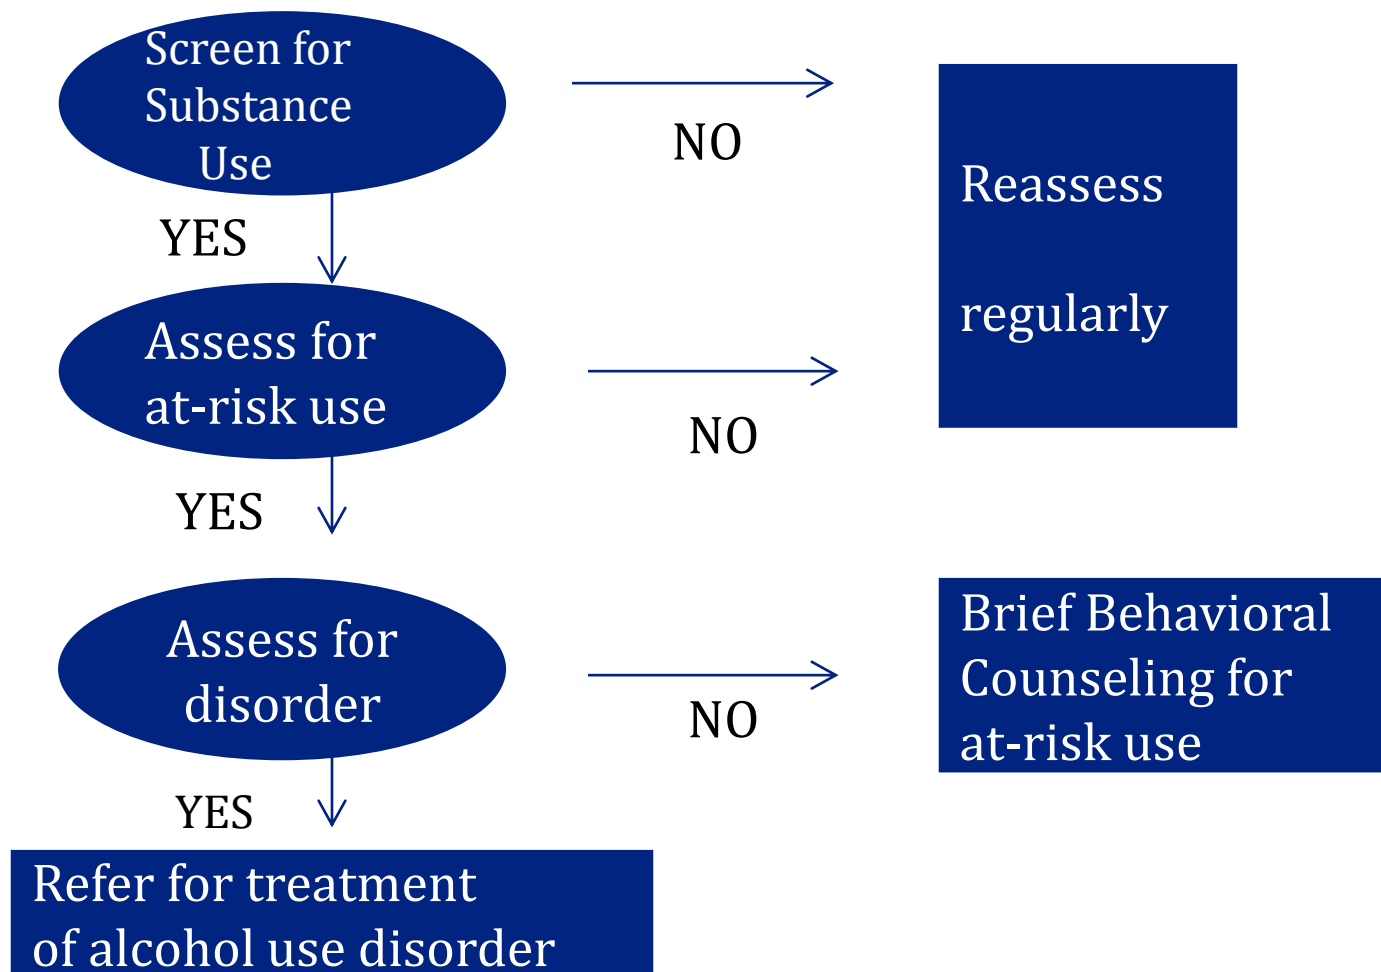 Screen for
Substance
Use
NO
Reassess
regularly
YES
Assess for
at-risk use
NO
YES
Assess for
disorder
NO
Brief Behavioral
Counseling for
at-risk use
YES
Refer for treatment
of alcohol use disorder